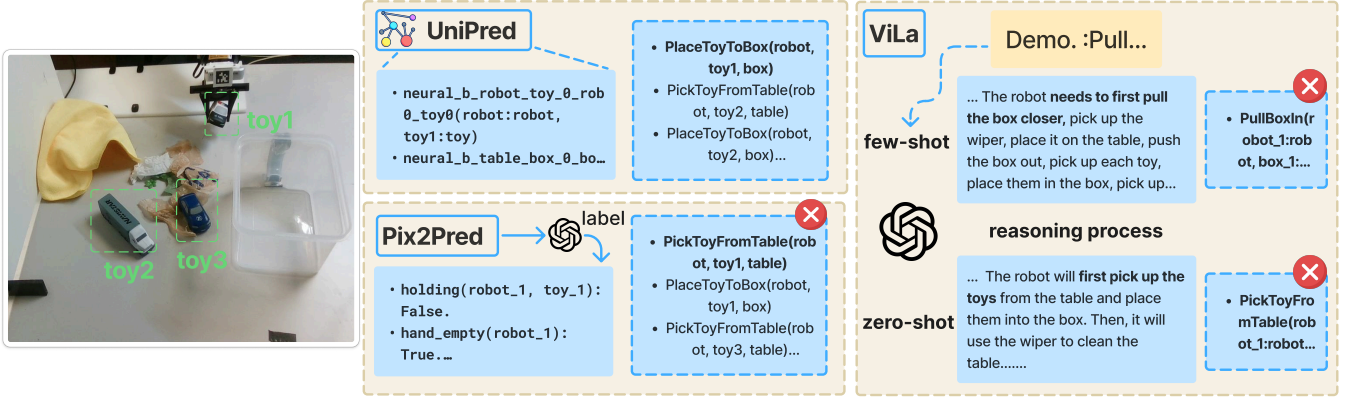 toy1
toy2
toy3
UniPred
• neural_b_robot_toy_0_rob
0_toy0(robot:robot,
toy1:toy)
• neural_b_table_box_0_bo…
• PlaceToyToBox(robot,
toy1, box)
• PickToyFromTable(rob
ot, toy2, table)
• PlaceToyToBox(robot,
toy2, box)...
Pix2Pred
label
• holding(robot_1, toy_1):
False.
• hand_empty(robot_1):
True.…
• PickToyFromTable(rob
ot, toy1, table)
• PlaceToyToBox(robot,
toy1, box)
• PickToyFromTable(rob
ot, toy3, table)...
ViLa
Demo. :Pull...
few-shot
... The robot needs to first pull
the box closer, pick up the
wiper, place it on the table, push
the box out, pick up each toy,
place them in the box, pick up...
• PullBoxIn(r
obot_1:rob
ot, box_1:...
reasoning process
zero-shot
... The robot will first pick up the
toys from the table and place
them into the box. Then, it will
use the wiper to clean the
table.......
• PickToyFro
mTable(rob
ot_1:robot...